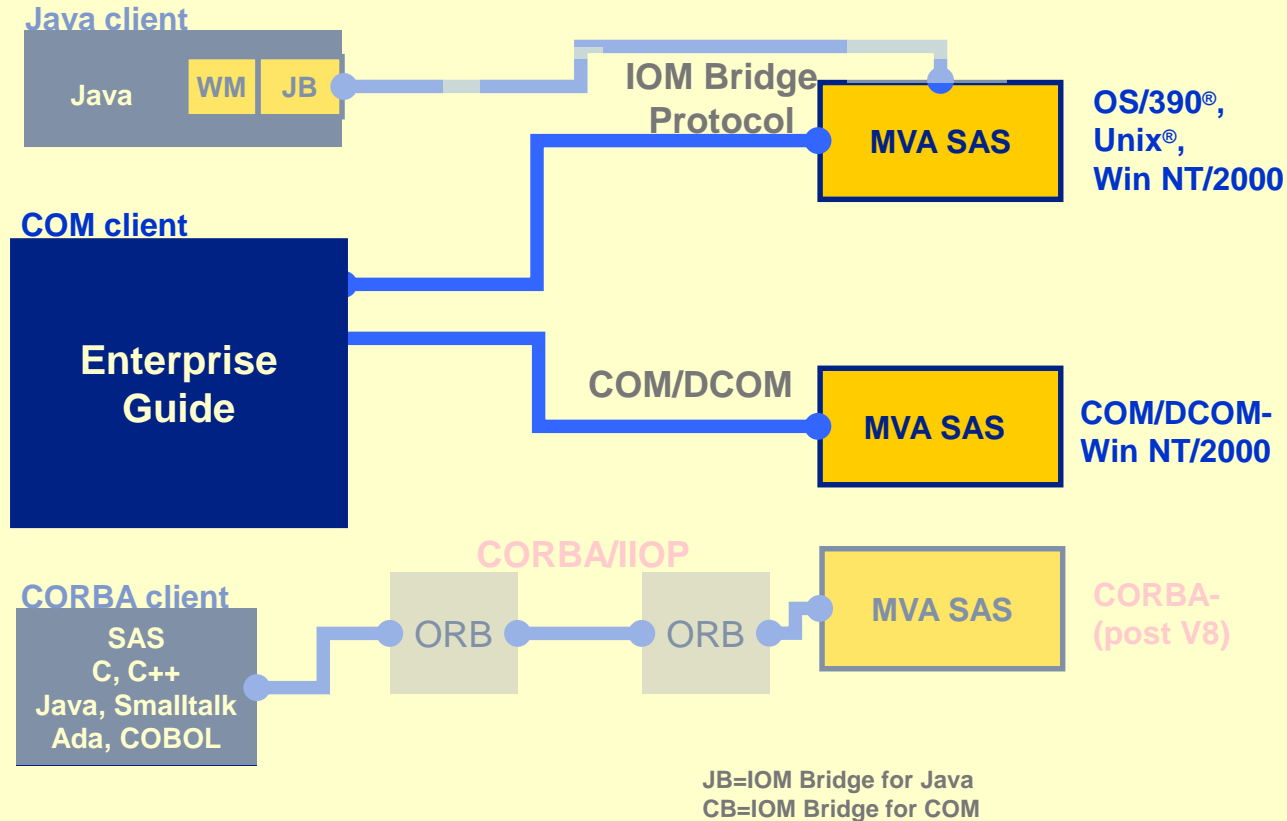 Java client
Java
WM
JB
IOM Bridge
Protocol
MVA SAS
OS/390®,
Unix®,
Win NT/2000
COM client
Enterprise
Guide
COM/DCOM
MVA SAS
COM/DCOM-
Win NT/2000
CORBA/IIOP
CORBA client
SAS
C, C++
Java, Smalltalk
Ada, COBOL
ORB
ORB
MVA SAS
CORBA-
(post V8)
JB=IOM Bridge for Java
CB=IOM Bridge for COM